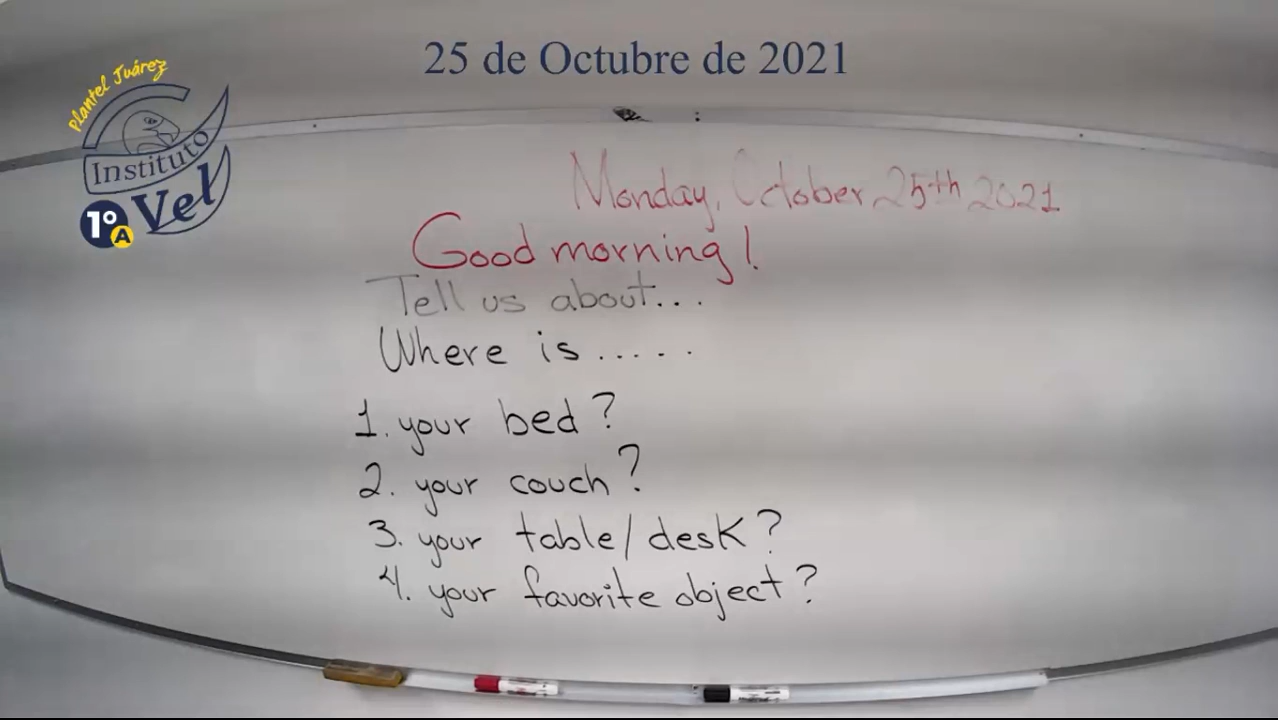 25 de Octubre de 2021
Plantel Juárez
Instituto
Vel
1º
A
Monday, October 25th 2021
Good morning!
Tell us about...
Where is.....
1. your bed?
2. your couch?
3. your table/desk?
4. your favorite object?